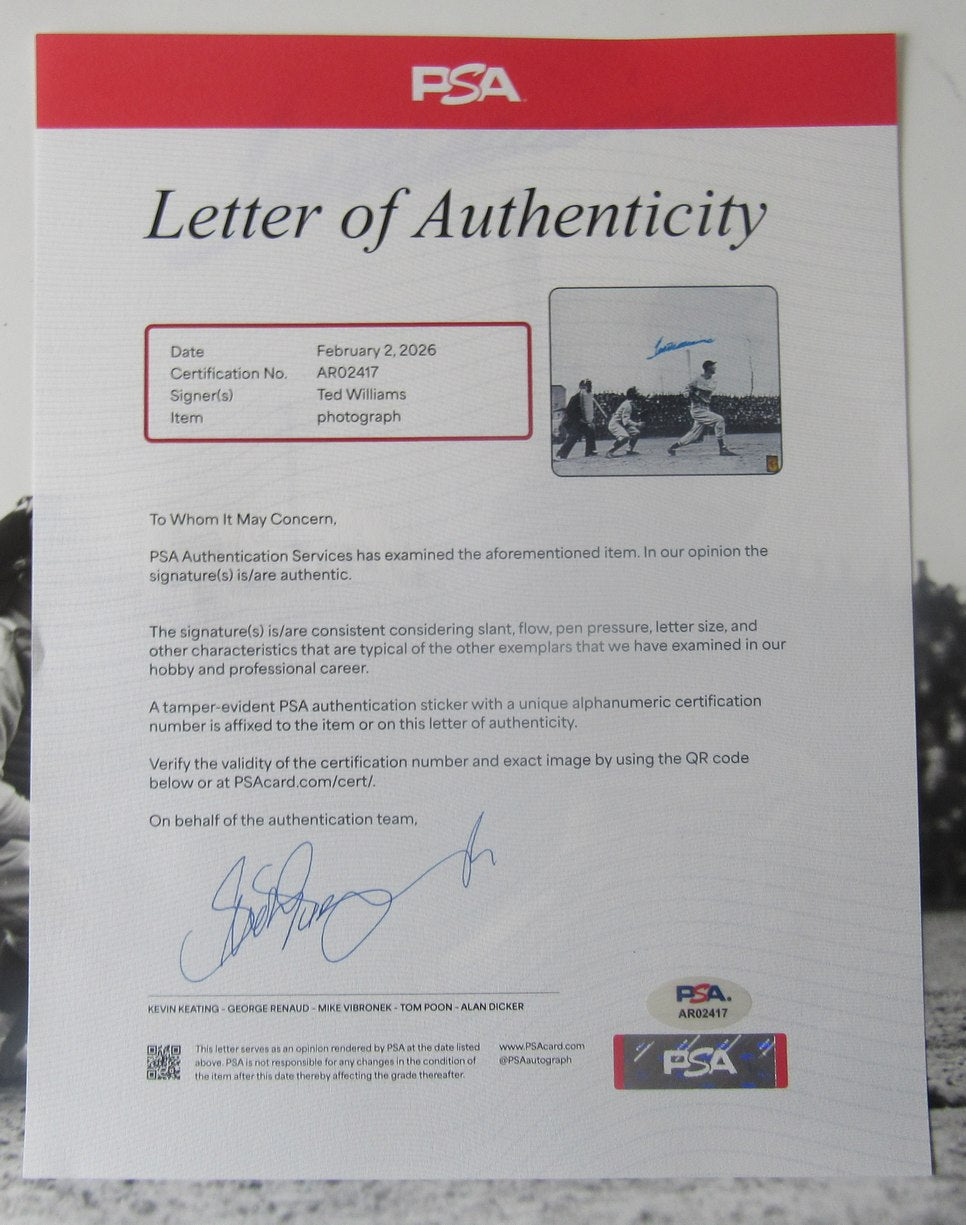 PSA
Letter of Authenticity
Date February 2, 2026
Certification No. AR02417
Signer(s) Ted Williams
Item photograph
To Whom It May Concern,
PSA Authentication Services has examined the aforementioned item. In our opinion the
signature(s) is/are authentic.
The signature(s) is/are consistent considering slant, flow, pen pressure, letter size, and
other characteristics that are typical of the other exemplars that we have examined in our
hobby and professional career.
A tamper-evident PSA authentication sticker with a unique alphanumeric certification
number is affixed to the item or on this letter of authenticity.
Verify the validity of the certification number and exact image by using the QR code
below or at PSAcard.com/cert/.
On behalf of the authentication team,
KEVIN KEATING - GEORGE RENAUD - MIKE VIBRONEK - TOM POON - ALAN DICKER
This letter serves as an opinion rendered by PSA at the date listed
above. PSA is not responsible for any changes in the condition of
the item after this date thereby affecting the grade thereafter.
www.PSAcard.com
@PSAautograph
PSA.
AR02417
PSA